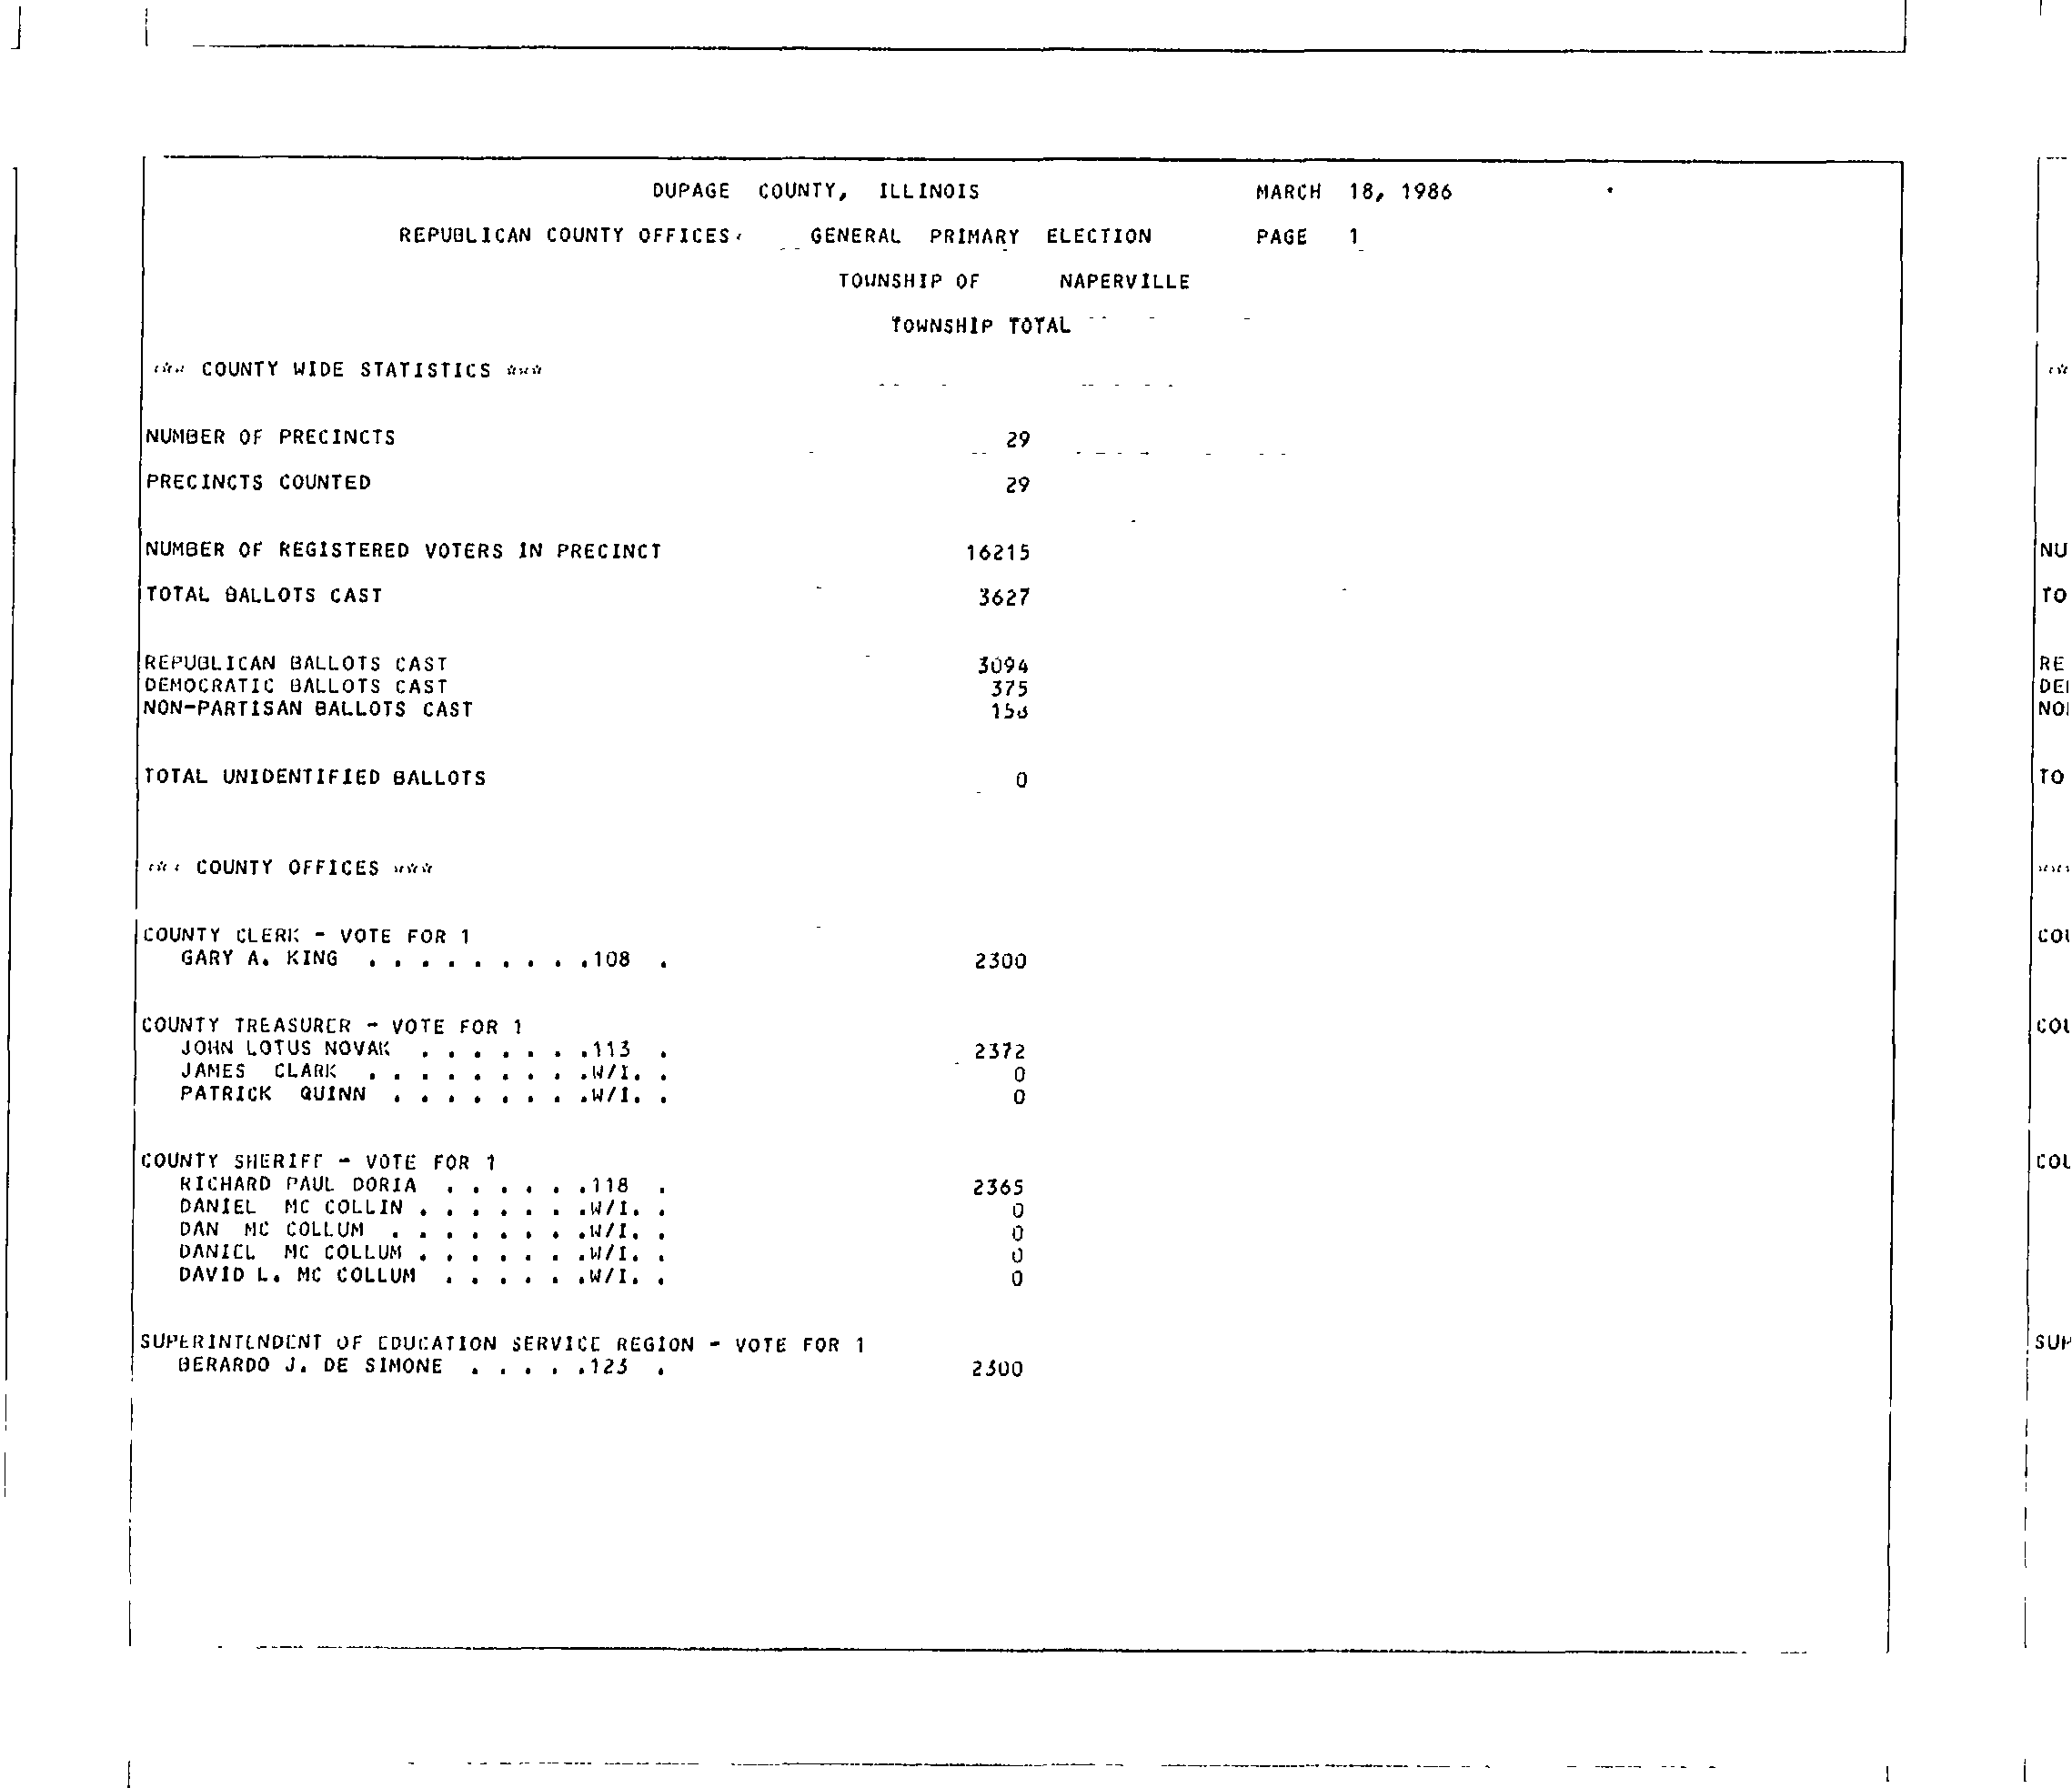 DUPAGE COUNTY, ILLINOIS MARCH 18, 1986
REPUBLICAN COUNTY OFFICES GENERAL PRIMARY ELECTION PAGE 1
TOWNSHIP OF NAPERVILLE
TOWNSHIP TOTAL
*** COUNTY WIDE STATISTICS ***
NUMBER OF PRECINCTS 29
PRECINCTS COUNTED 29
NUMBER OF REGISTERED VOTERS IN PRECINCT 16215
TOTAL BALLOTS CAST 3627
REPUBLICAN BALLOTS CAST 3094
DEMOCRATIC BALLOTS CAST 375
NON-PARTISAN BALLOTS CAST 158
TOTAL UNIDENTIFIED BALLOTS 0
*** COUNTY OFFICES ***
COUNTY CLERK - VOTE FOR 1
GARY A. KING . . . . . . . . .108 . 2300
COUNTY TREASURER - VOTE FOR 1
JOHN LOTUS NOVAK . . . . . . .113 . 2372
JAMES CLARK . . . . . . . . .W/I. . 0
PATRICK QUINN . . . . . . . .W/I. . 0
COUNTY SHERIFF - VOTE FOR 1
RICHARD PAUL DORIA . . . . . .118 . 2365
DANIEL MC COLLIN . . . . . . .W/I. . 0
DAN MC COLLUM . . . . . . . .W/I. . 0
DANIEL MC COLLUM . . . . . . .W/I. . 0
DAVID L. MC COLLUM . . . . . .W/I. . 0
SUPERINTENDENT OF EDUCATION SERVICE REGION - VOTE FOR 1
BERARDO J. DE SIMONE . . . . .123 . 2300